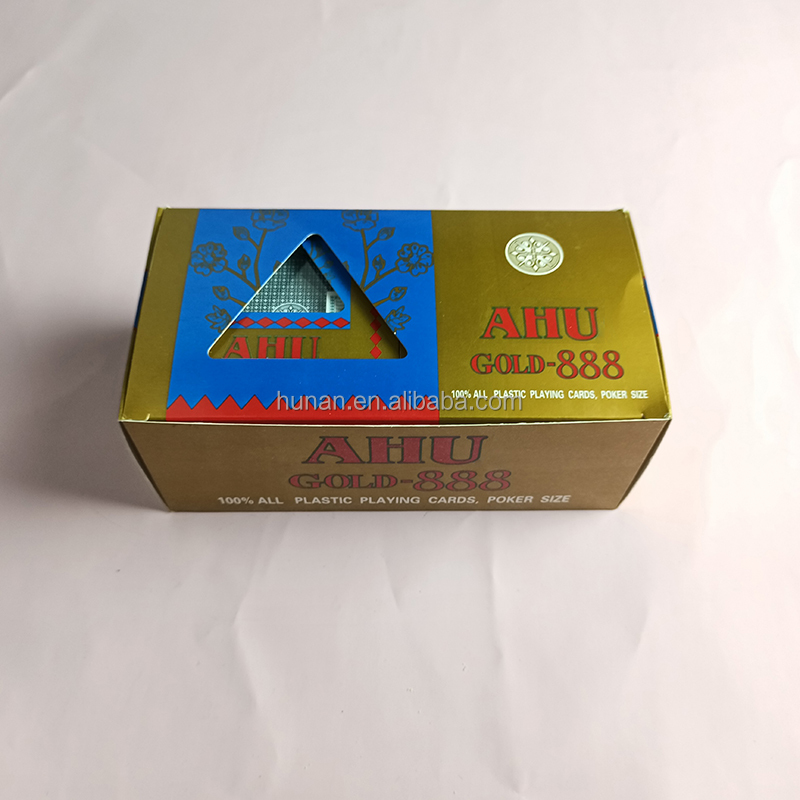 AHU
GOLD-888
100% ALL PLASTIC PLAYING CARDS, POKER SIZE
AHU
hunan.en.alibaba.com
AHU
GOLD-888
100% ALL PLASTIC PLAYING CARDS, POKER SIZE